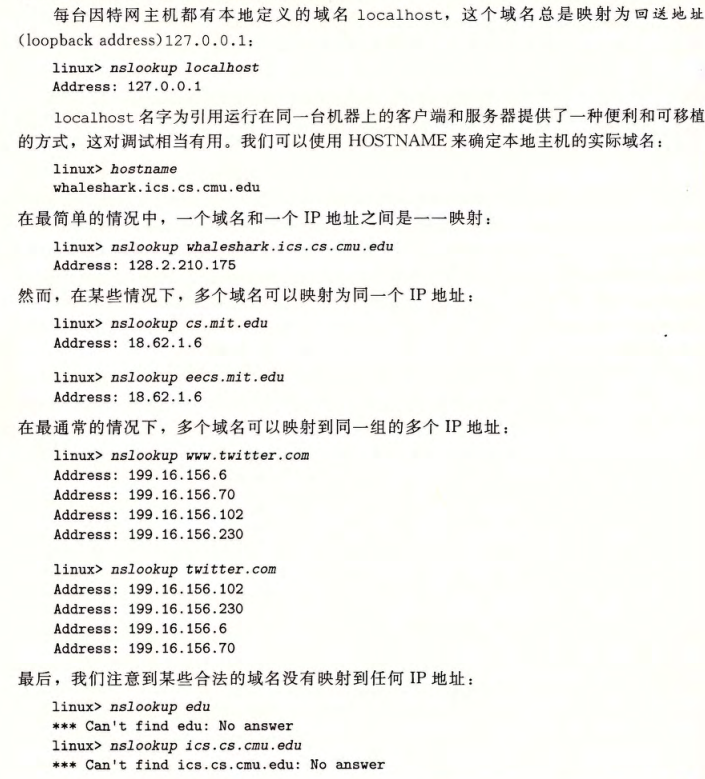 每台因特网主机都有本地定义的域名 localhost，这个域名总是映射为回送地址
(loopback address)127.0.0.1：
linux> nslookup localhost
Address: 127.0.0.1
localhost 名字为引用运行在同一台机器上的客户端和服务器提供了一种便利和可移植
的方式，这对调试相当有用。我们可以使用 HOSTNAME 来确定本地主机的实际域名：
linux> hostname
whaleshark.ics.cs.cmu.edu
在最简单的情况中，一个域名和一个 IP 地址之间是一一映射：
linux> nslookup whaleshark.ics.cs.cmu.edu
Address: 128.2.210.175
然而，在某些情况下，多个域名可以映射为同一个 IP 地址：
linux> nslookup cs.mit.edu
Address: 18.62.1.6
linux> nslookup eecs.mit.edu
Address: 18.62.1.6
在最通常的情况下，多个域名可以映射到同一组的多个 IP 地址：
linux> nslookup www.twitter.com
Address: 199.16.156.6
Address: 199.16.156.70
Address: 199.16.156.102
Address: 199.16.156.230
linux> nslookup twitter.com
Address: 199.16.156.102
Address: 199.16.156.230
Address: 199.16.156.6
Address: 199.16.156.70
最后，我们注意到某些合法的域名没有映射到任何 IP 地址：
linux> nslookup edu
*** Can't find edu: No answer
linux> nslookup ics.cs.cmu.edu
*** Can't find ics.cs.cmu.edu: No answer